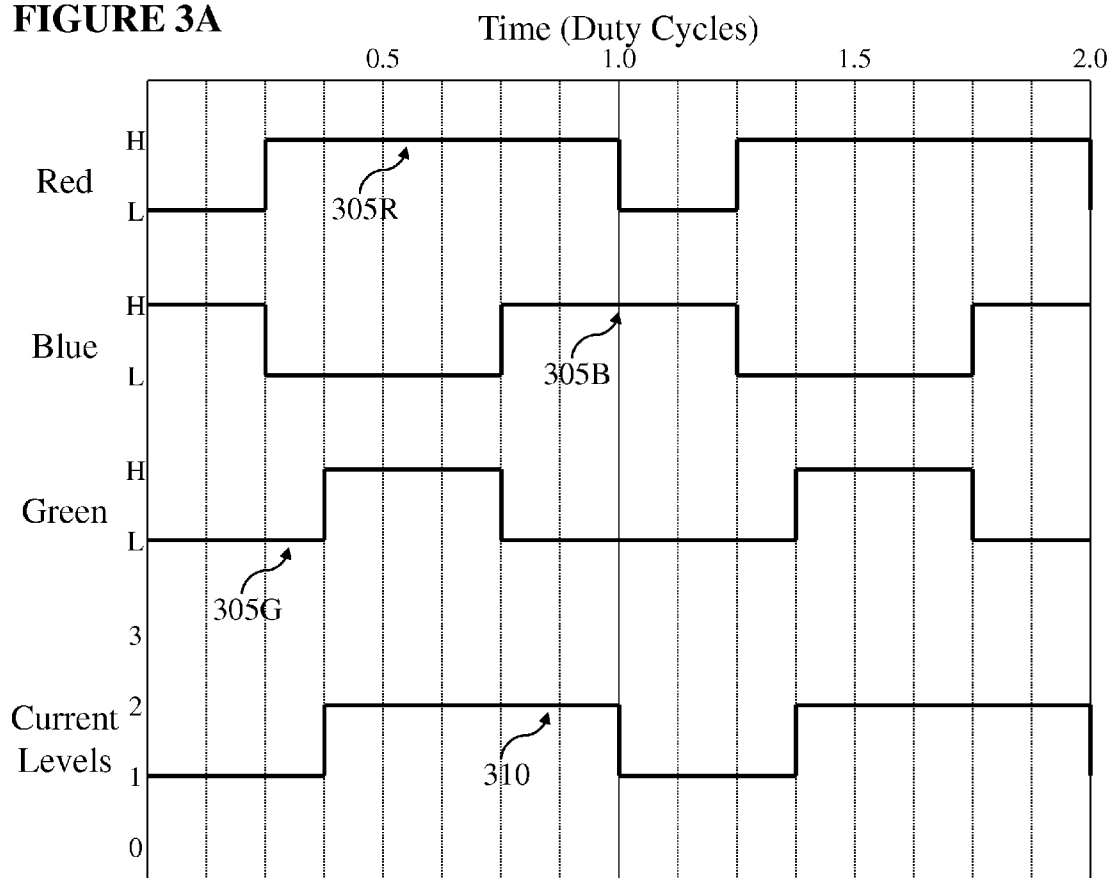 FIGURE 3A
Time (Duty Cycles)
0.5 1.0 1.5 2.0
H
Red
L
305R
H
Blue
L
305B
H
Green
L
305G
3
2
Current
Levels
1
310
0